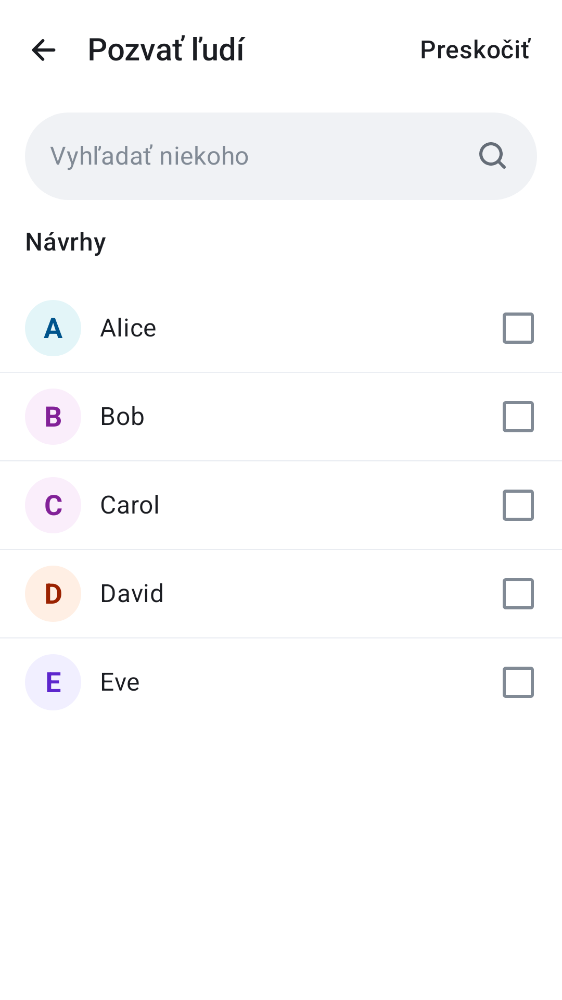 Pozvať ľudí
Preskočiť
Vyhľadať niekoho
Návrhy
A Alice
B Bob
C Carol
D David
E Eve